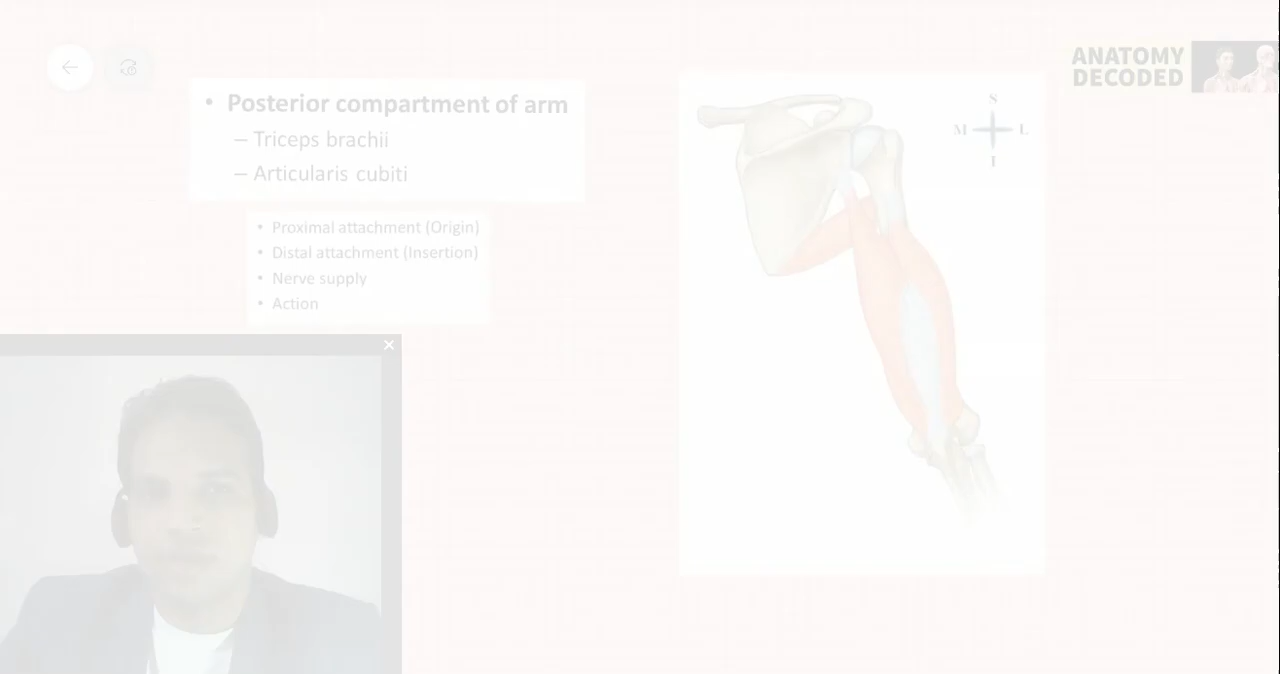 ANATOMY
DECODED
• Posterior compartment of arm
– Triceps brachii
– Articularis cubiti
• Proximal attachment (Origin)
• Distal attachment (Insertion)
• Nerve supply
• Action
S
M L
I